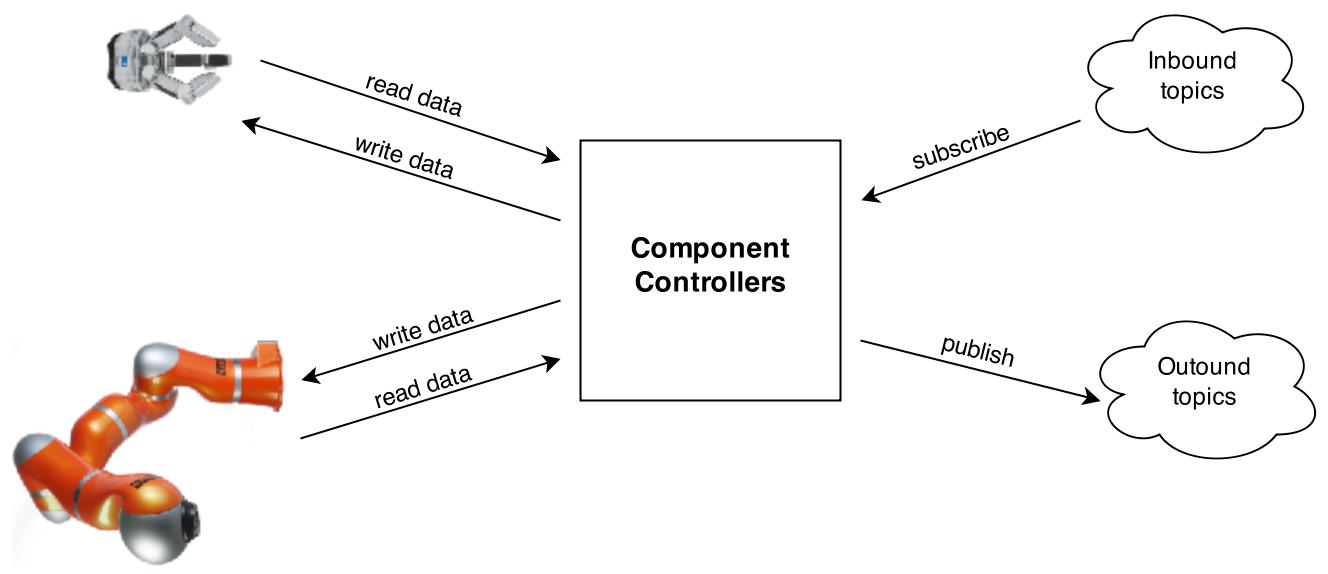 read data
write data
Component
Controllers
write data
read data
Inbound
topics
subscribe
publish
Outound
topics